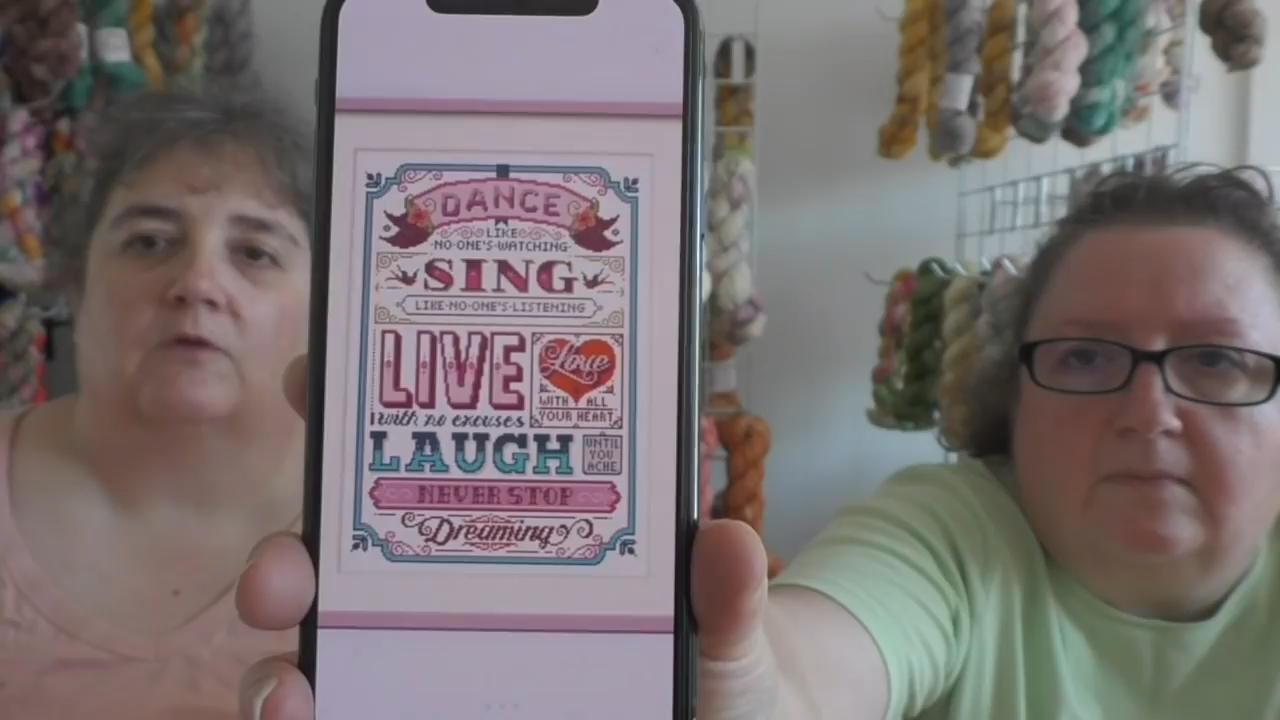 DANCE
LIKE
NO·ONE'S·WATCHING
SING
LIKE·NO·ONE'S·LISTENING
LIVE
with no excuses
Love
WITH ALL
YOUR HEART
LAUGH
UNTIL
YOU
ACHE
NEVER STOP
Dreaming